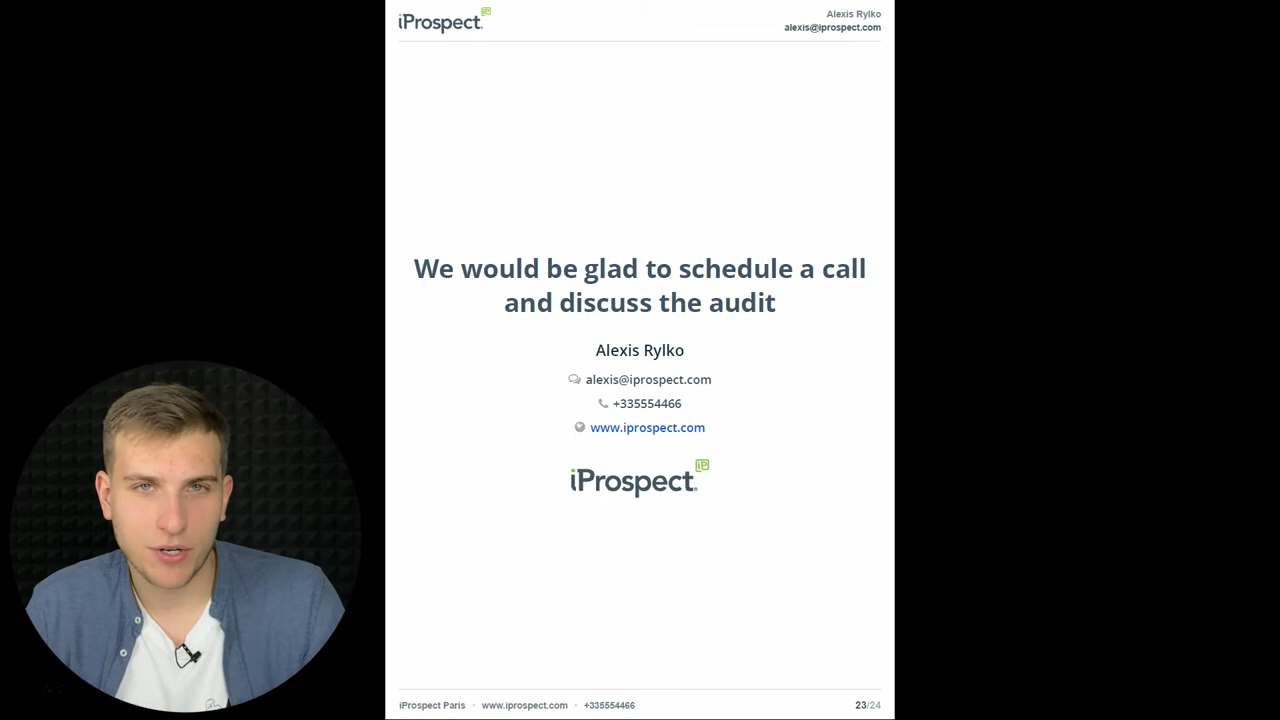 iProspect.
Alexis Rylko
alexis@iprospect.com
We would be glad to schedule a call
and discuss the audit
Alexis Rylko
alexis@iprospect.com
+335554466
www.iprospect.com
iProspect.
iProspect Paris · www.iprospect.com · +335554466
23/24